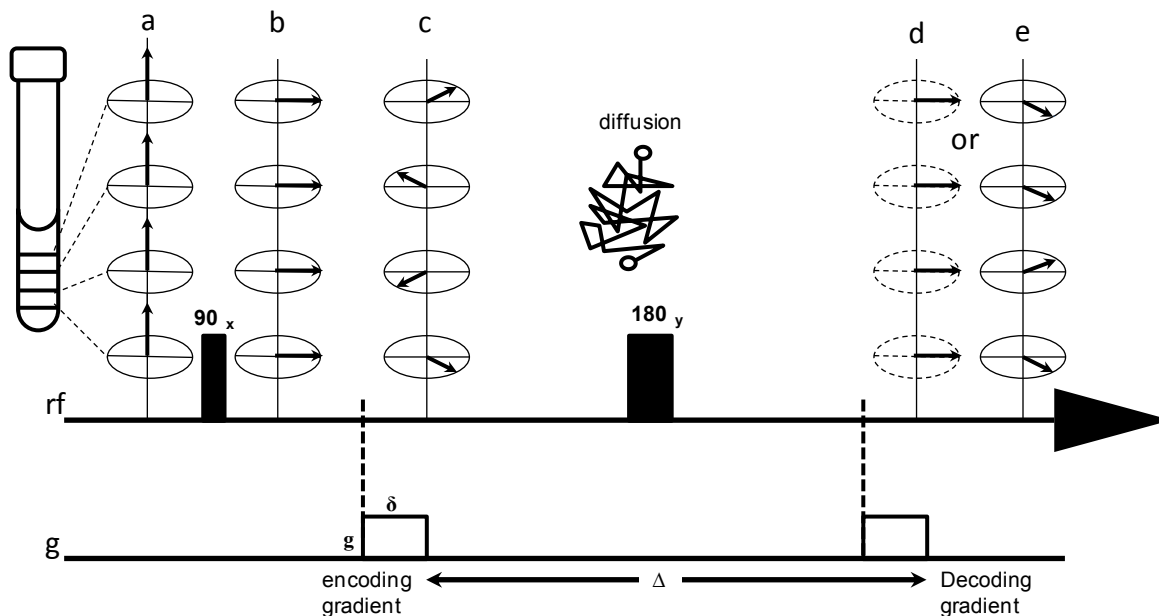 a
b
c
d
e
diffusion
or
90 x
180 y
rf
δ
g
g
encoding
gradient
Δ
Decoding
gradient